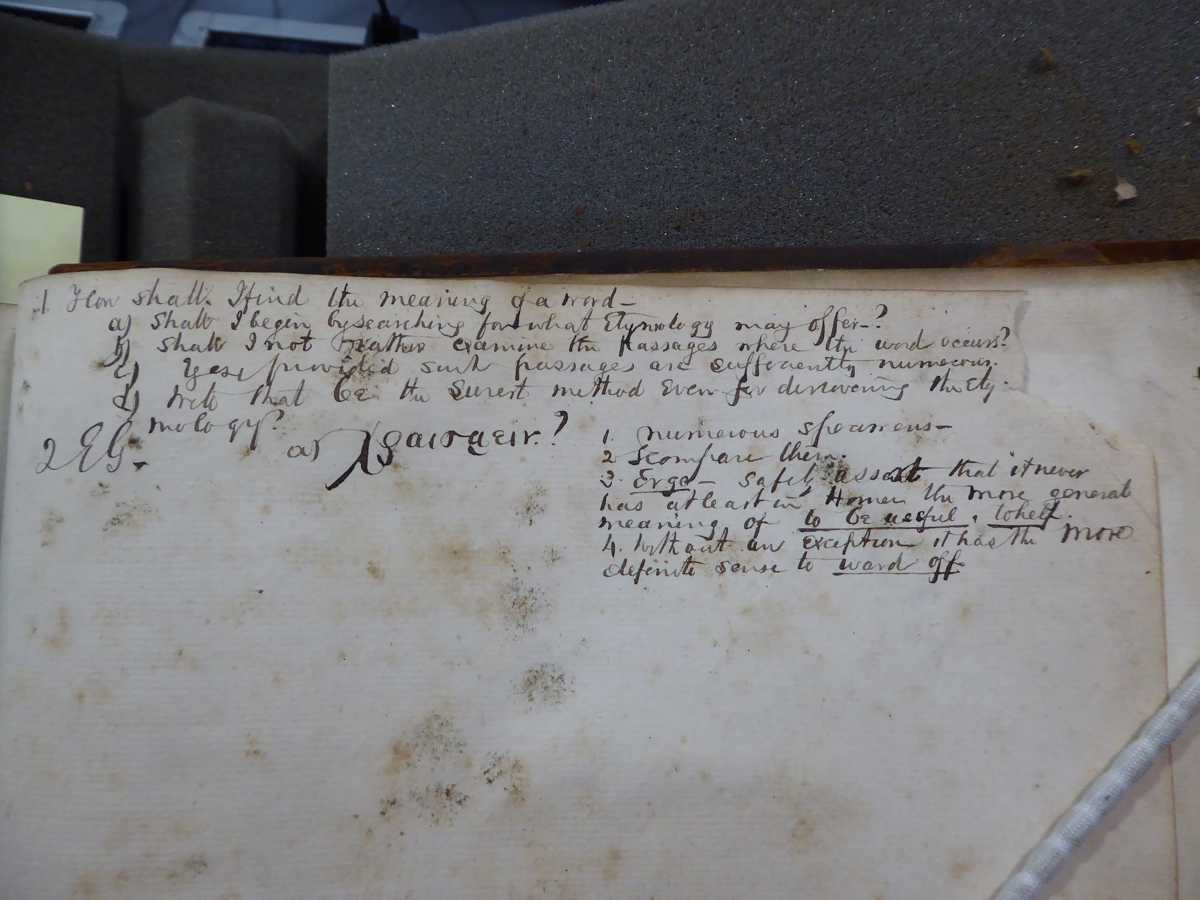 1. How shall I find the meaning of a word—
a) Shall I begin by searching for what Etymology may offer—?
b) Shall I not rather examine the passages where the word occurs?
c) Yes, provided such passages are sufficiently numerous.
d) will that be the Surest method Even for discovering the Ety-
mology?
2 EG. a) ?
1. numerous specimens—
2 compare them.
3. Ergo— safely assert that it never
has at least in Homer the more general
meaning of to be useful, to help.
4. Without an exception it has the more
definite sense to ward off